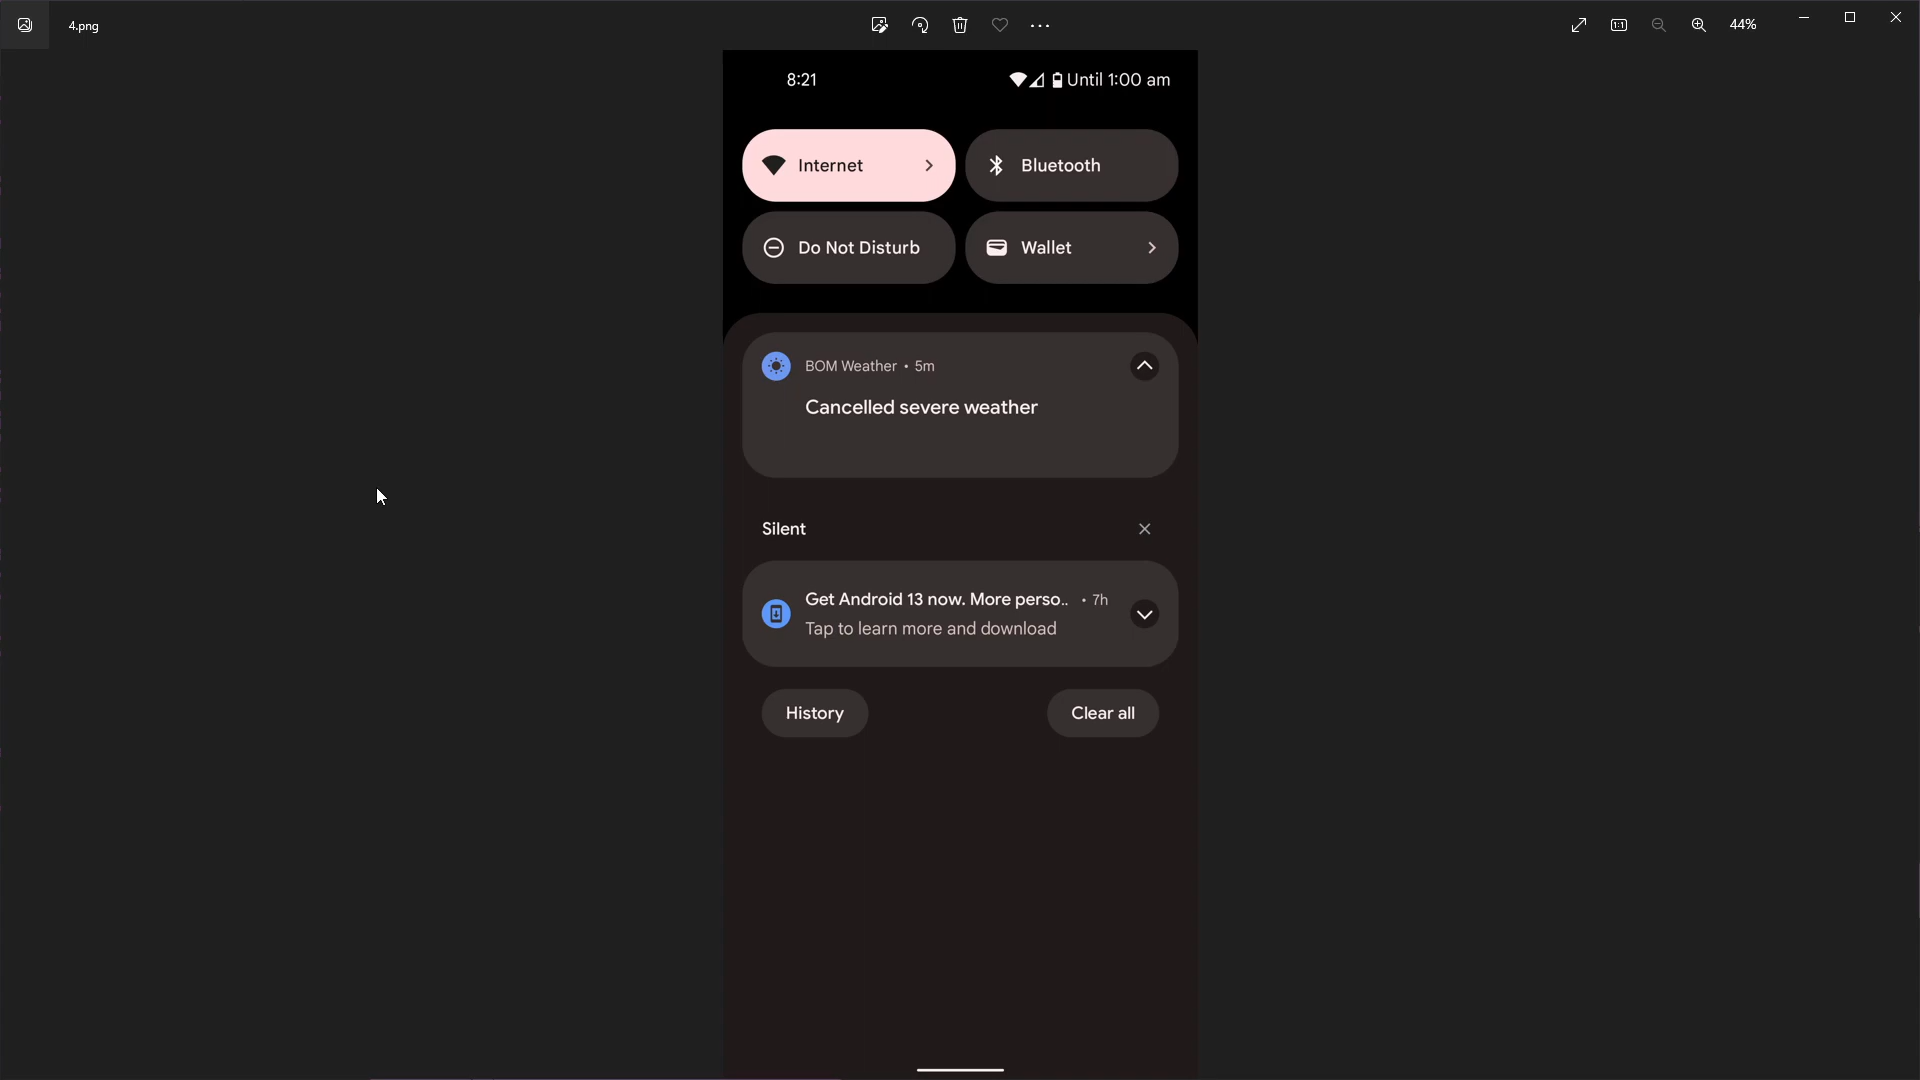 4.png
44%
8:21
Until 1:00 am
Internet
Bluetooth
Do Not Disturb
Wallet
BOM Weather • 5m
Cancelled severe weather
Silent
Get Android 13 now. More perso.. • 7h
Tap to learn more and download
History
Clear all